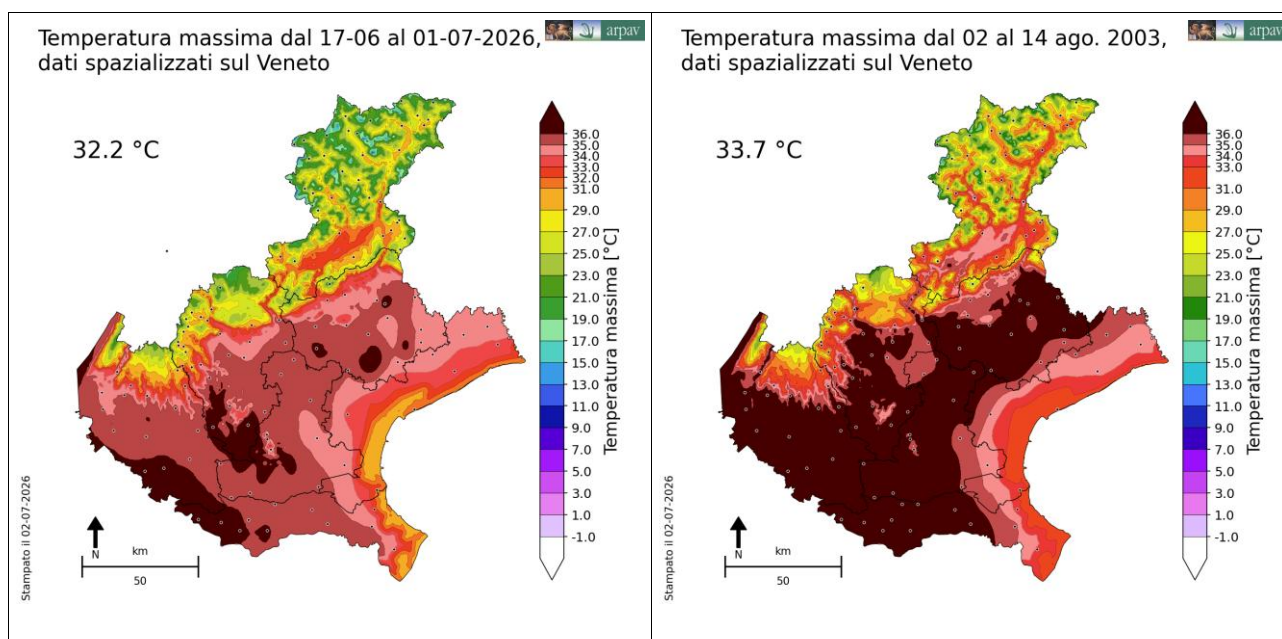 Temperatura massima dal 17-06 al 01-07-2026,
dati spazializzati sul Veneto
arpav
32.2 °C
36.0
35.0
34.0
33.0
32.0
31.0
29.0
27.0
25.0
23.0
21.0
19.0
17.0
15.0
13.0
11.0
9.0
7.0
5.0
3.0
1.0
-1.0
Temperatura massima [°C]
Stampato il 02-07-2026
N
km
50
Temperatura massima dal 02 al 14 ago. 2003,
dati spazializzati sul Veneto
arpav
33.7 °C
36.0
35.0
34.0
33.0
31.0
29.0
27.0
25.0
23.0
21.0
19.0
17.0
15.0
13.0
11.0
9.0
7.0
5.0
3.0
1.0
-1.0
Temperatura massima [°C]
Stampato il 02-07-2026
N
km
50